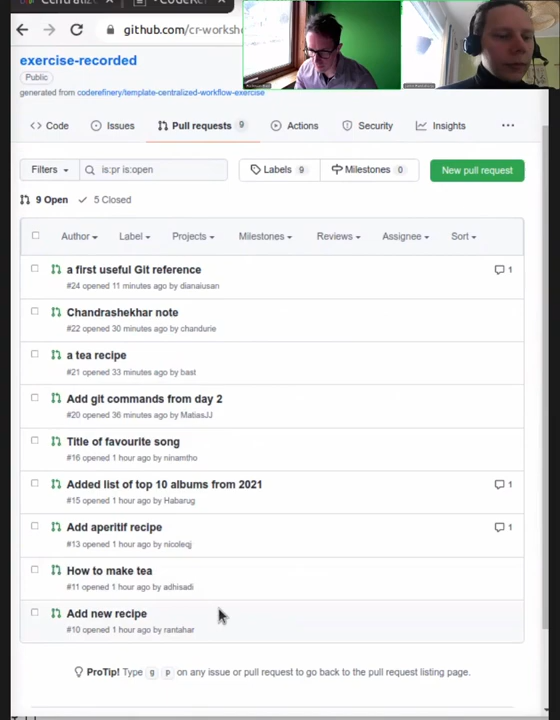 github.com/cr-worksh
exercise-recorded
Public
generated from coderefinery/template-centralized-workflow-exercise
Code
Issues
Pull requests 9
Actions
Security
Insights
Filters
is:pr is:open
Labels 9
Milestones 0
New pull request
9 Open
5 Closed
Author
Label
Projects
Milestones
Reviews
Assignee
Sort
a first useful Git reference
1
#24 opened 11 minutes ago by dianaiusan
Chandrashekhar note
#22 opened 30 minutes ago by chandurie
a tea recipe
#21 opened 33 minutes ago by bast
Add git commands from day 2
#20 opened 36 minutes ago by MatiasJJ
Title of favourite song
#16 opened 1 hour ago by ninamtho
Added list of top 10 albums from 2021
1
#15 opened 1 hour ago by Habarug
Add aperitif recipe
1
#13 opened 1 hour ago by nicoleqj
How to make tea
#11 opened 1 hour ago by adhisadi
Add new recipe
#10 opened 1 hour ago by rantahar
ProTip! Type g p on any issue or pull request to go back to the pull request listing page.